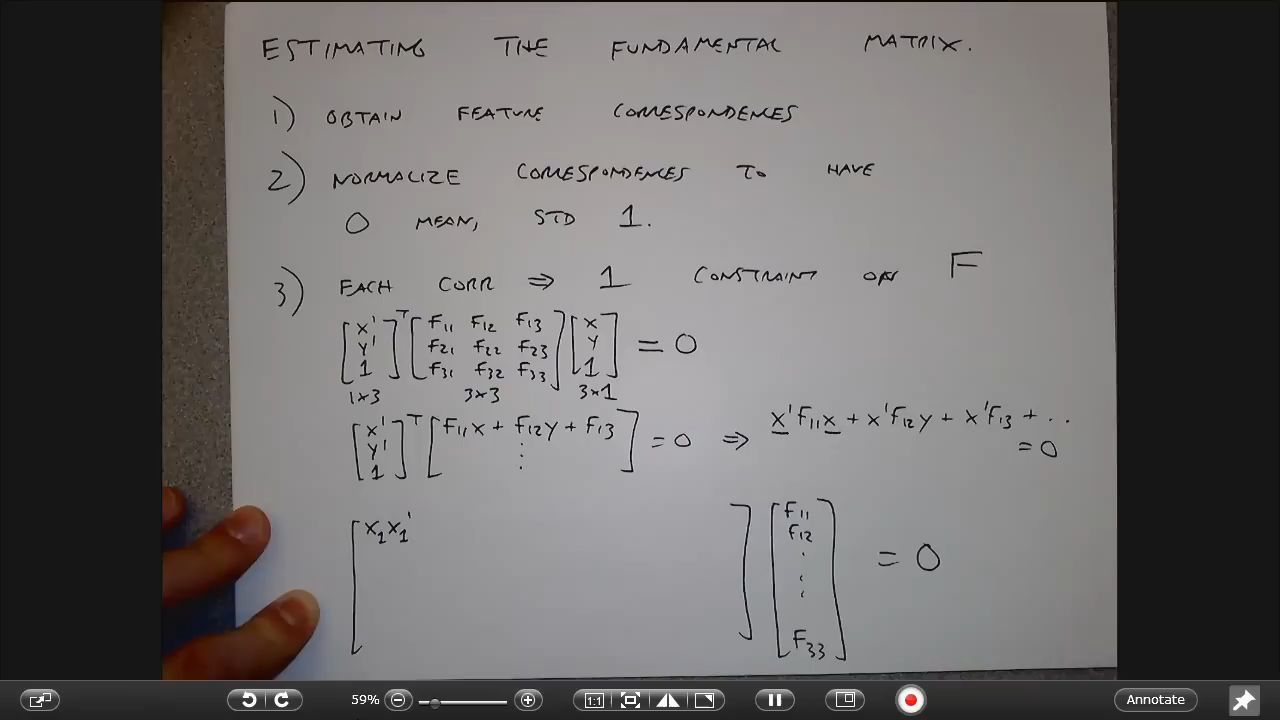 ESTIMATING THE FUNDAMENTAL MATRIX.
1) OBTAIN FEATURE CORRESPONDENCES
2) NORMALIZE CORRESPONDENCES TO HAVE
0 MEAN, STD 1.
3) EACH CORR ⇒ 1 CONSTRAINT ON F
[x' y' 1]ᵀ [F₁₁ F₁₂ F₁₃
F₂₁ F₂₂ F₂₃
F₃₁ F₃₂ F₃₃] [x y 1] = 0
1×3 3×3 3×1
[x' y' 1]ᵀ [F₁₁x + F₁₂y + F₁₃ ⋮] = 0 ⇒ x'F₁₁x + x'F₁₂y + x'F₁₃ + ...
= 0
[x₁x₁' ] [F₁₁ F₁₂ ⋮ F₃₃] = 0
59% 1:1 Annotate